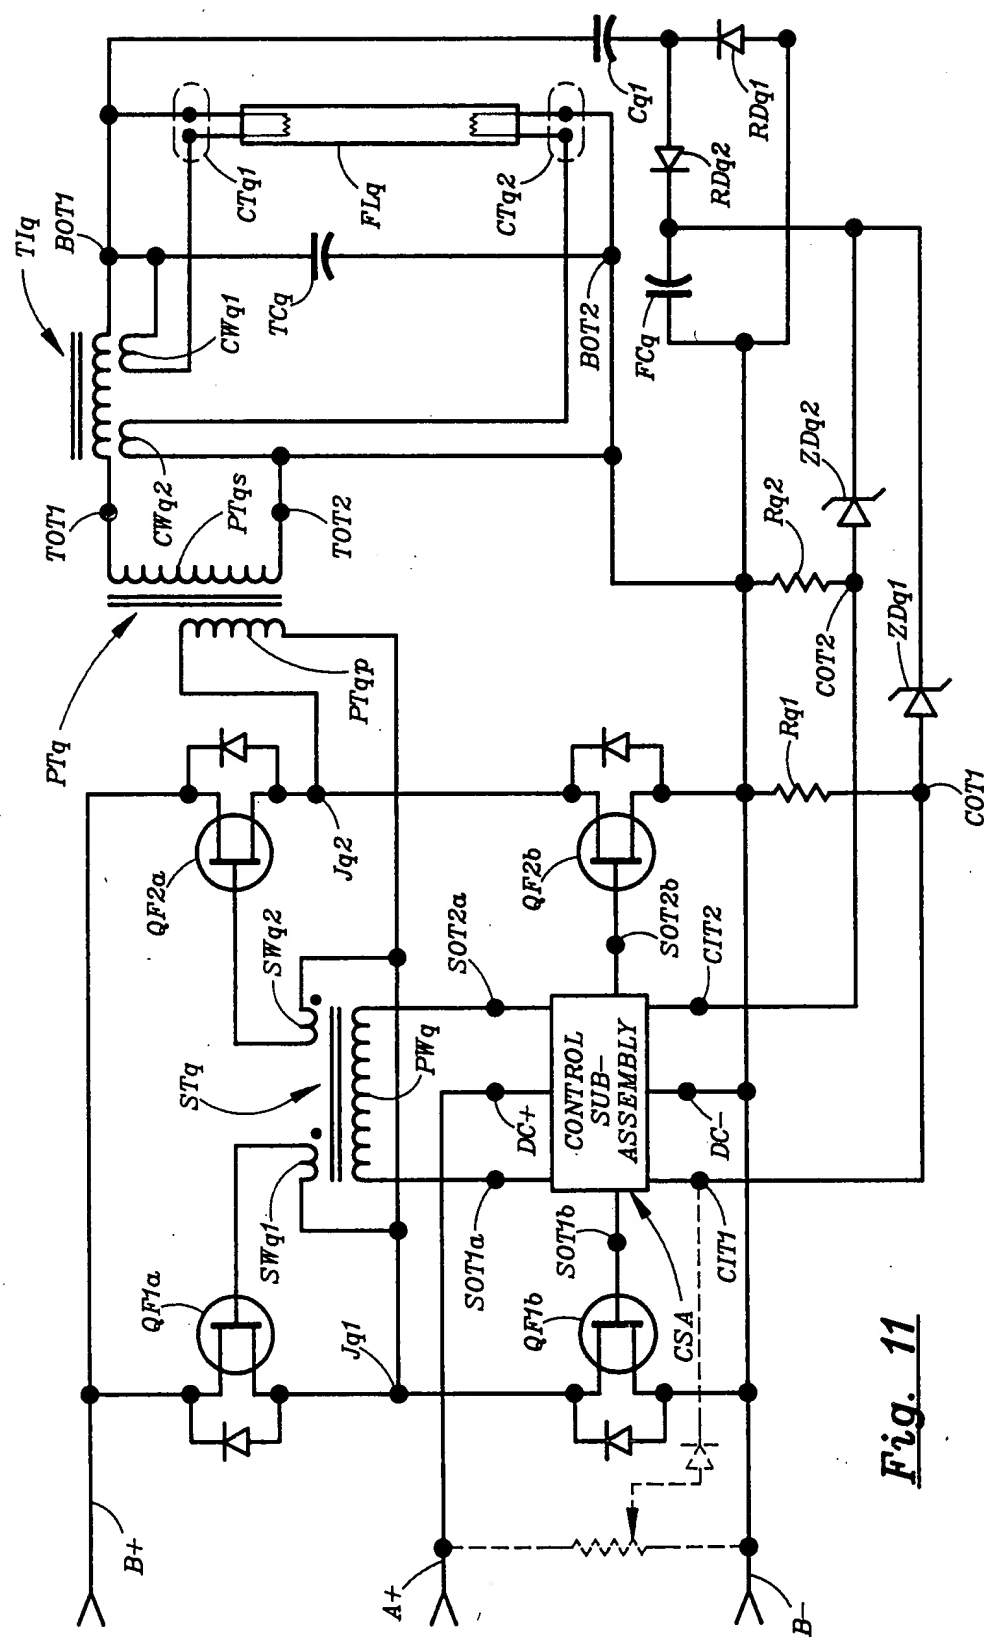 TIq
BOT1
TOT1
CWq1
CTq1
FLq
TCq
CTq2
Cq1
RDq2
RDq1
CWq2
PTqs
TOT2
BOT2
FCq
PTq
PTqp
Rq2
ZDq2
COT2
ZDq1
Rq1
COT1
QF2a
Jq2
QF2b
SWq2
SOT2a
SOT2b
CIT2
STq
PWq
DC+
CONTROL
SUB-
ASSEMBLY
DC-
SWq1
SOT1a
SOT1b
CIT1
QF1a
Jq1
QF1b
CSA
B+
A+
B-
Fig. 11